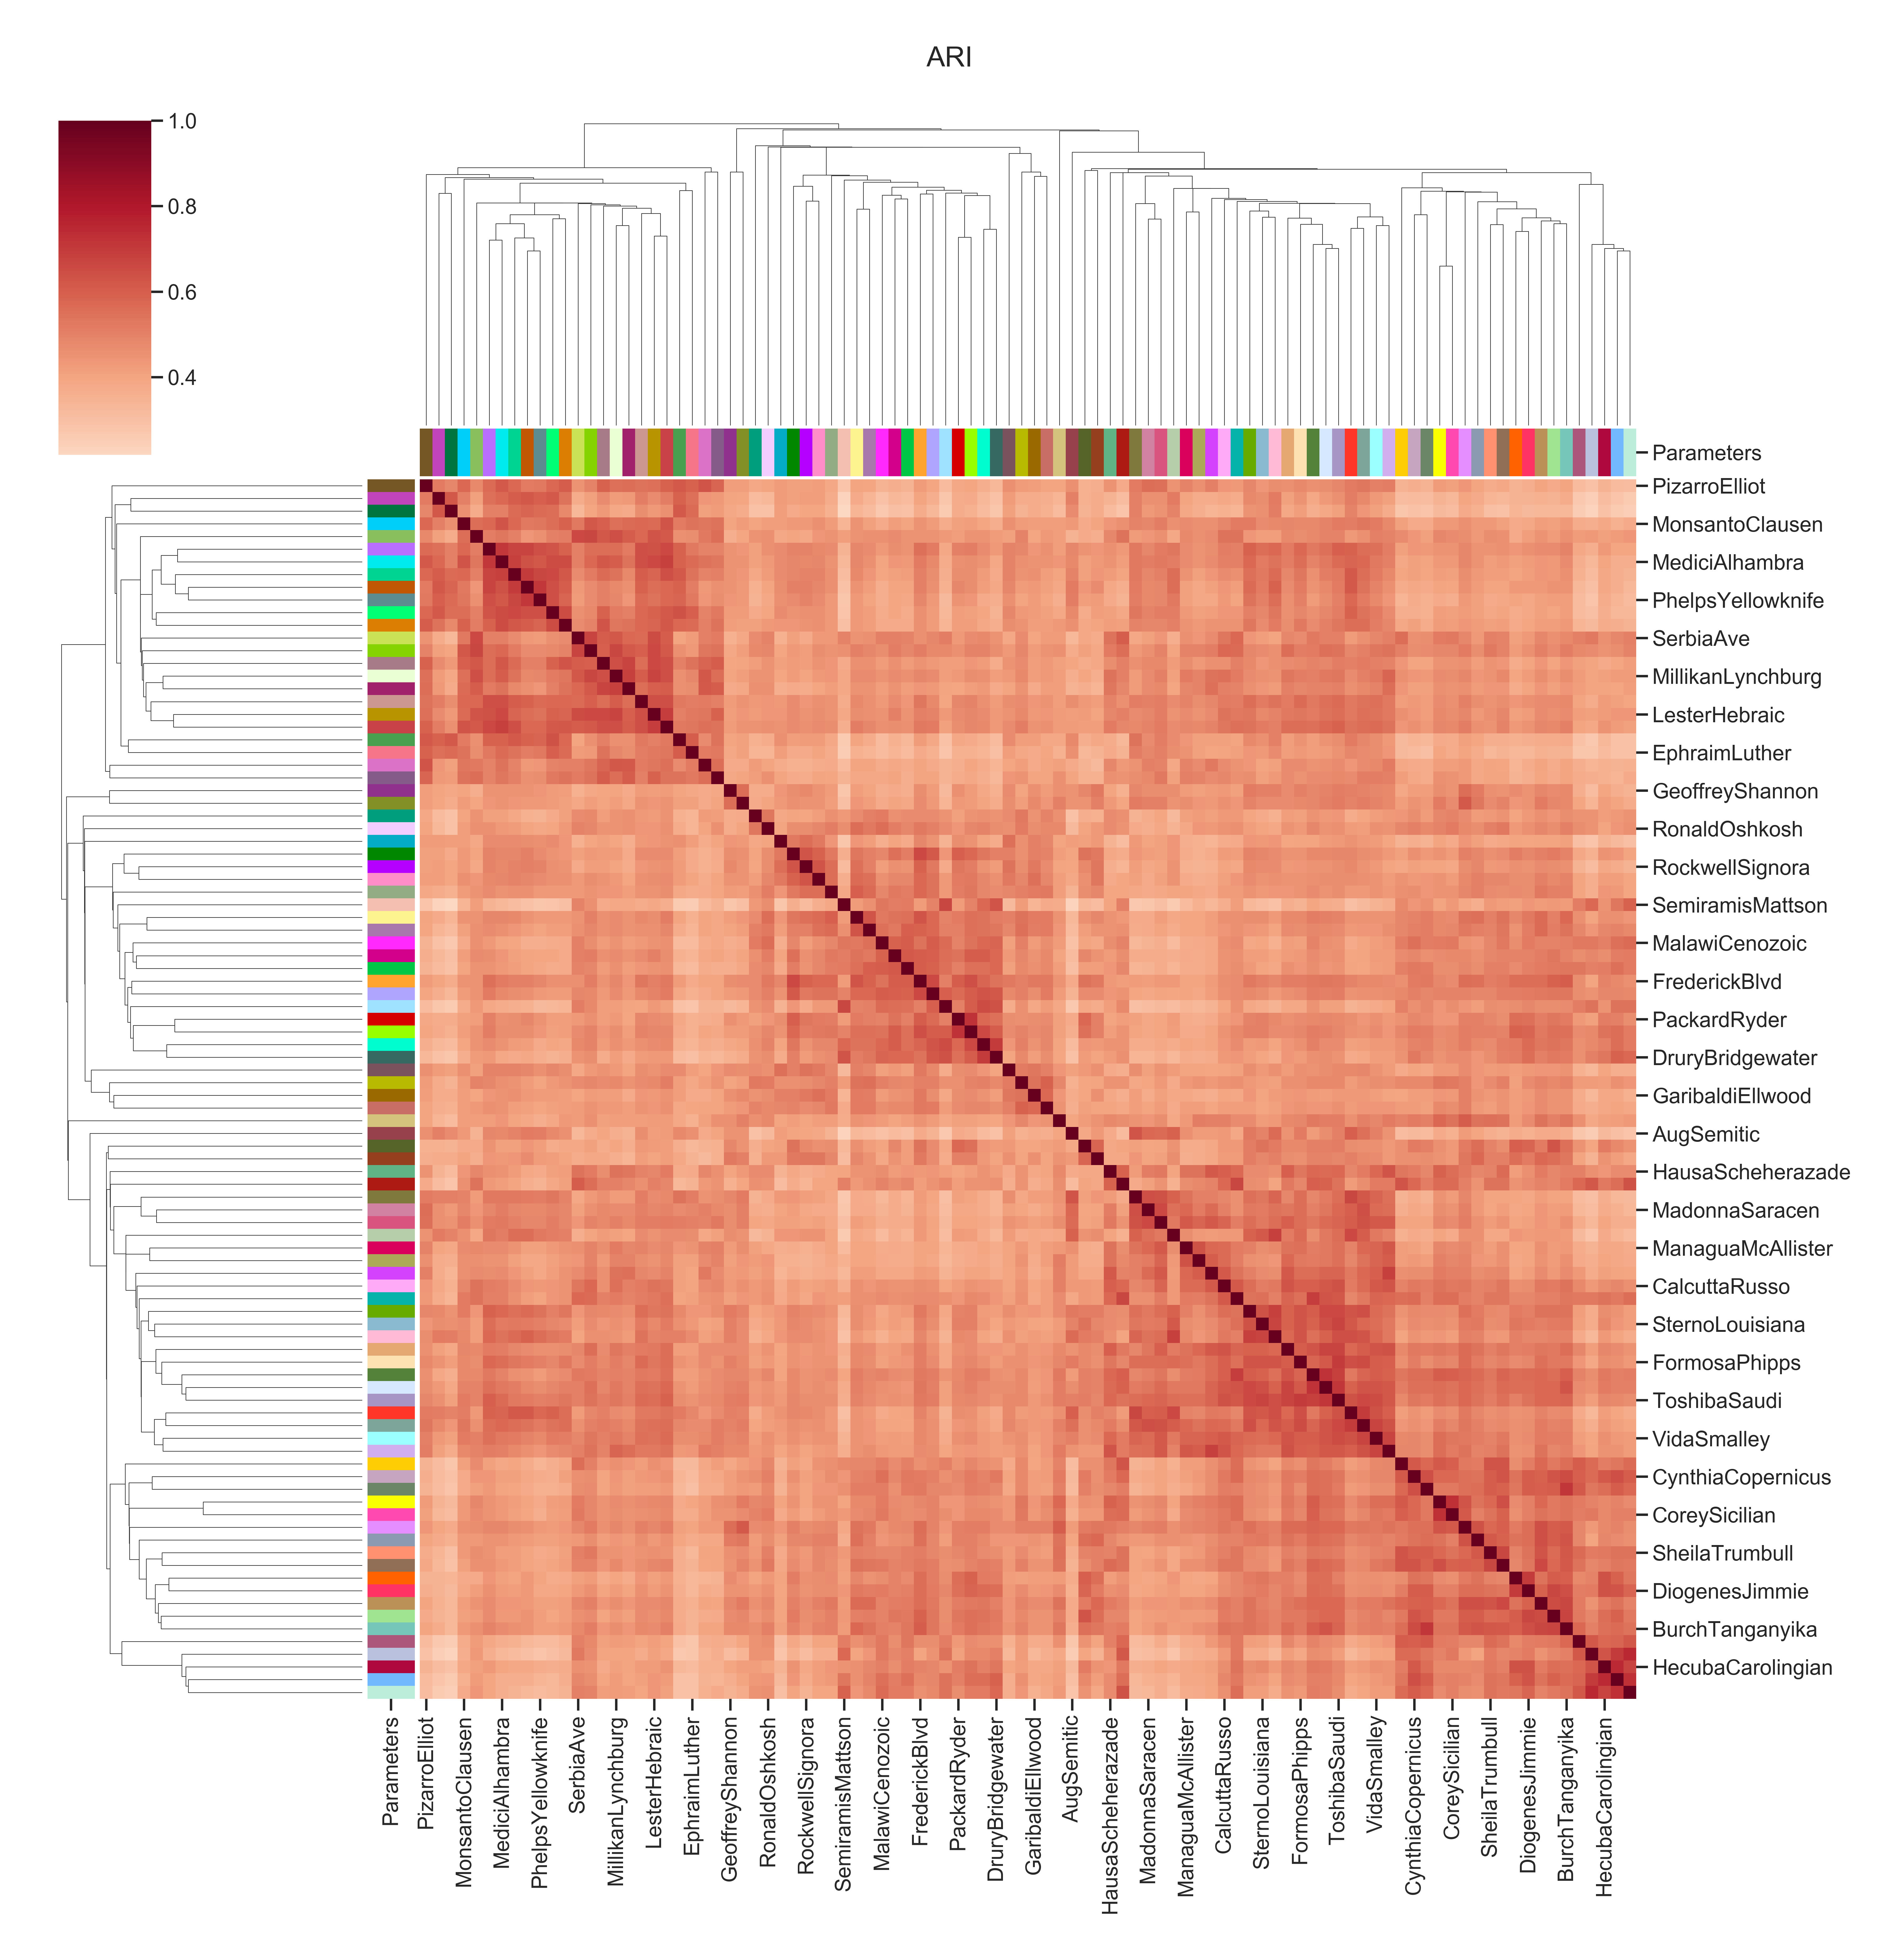 ARI
1.0
0.8
0.6
0.4
Parameters
PizarroElliot
MonsantoClausen
MediciAlhambra
PhelpsYellowknife
SerbiaAve
MillikanLynchburg
LesterHebraic
EphraimLuther
GeoffreyShannon
RonaldOshkosh
RockwellSignora
SemiramisMattson
MalawiCenozoic
FrederickBlvd
PackardRyder
DruryBridgewater
GaribaldiEllwood
AugSemitic
HausaScheherazade
MadonnaSaracen
ManaguaMcAllister
CalcuttaRusso
SternoLouisiana
FormosaPhipps
ToshibaSaudi
VidaSmalley
CynthiaCopernicus
CoreySicilian
SheilaTrumbull
DiogenesJimmie
BurchTanganyika
HecubaCarolingian
Parameters
PizarroElliot
MonsantoClausen
MediciAlhambra
PhelpsYellowknife
SerbiaAve
MillikanLynchburg
LesterHebraic
EphraimLuther
GeoffreyShannon
RonaldOshkosh
RockwellSignora
SemiramisMattson
MalawiCenozoic
FrederickBlvd
PackardRyder
DruryBridgewater
GaribaldiEllwood
AugSemitic
HausaScheherazade
MadonnaSaracen
ManaguaMcAllister
CalcuttaRusso
SternoLouisiana
FormosaPhipps
ToshibaSaudi
VidaSmalley
CynthiaCopernicus
CoreySicilian
SheilaTrumbull
DiogenesJimmie
BurchTanganyika
HecubaCarolingian